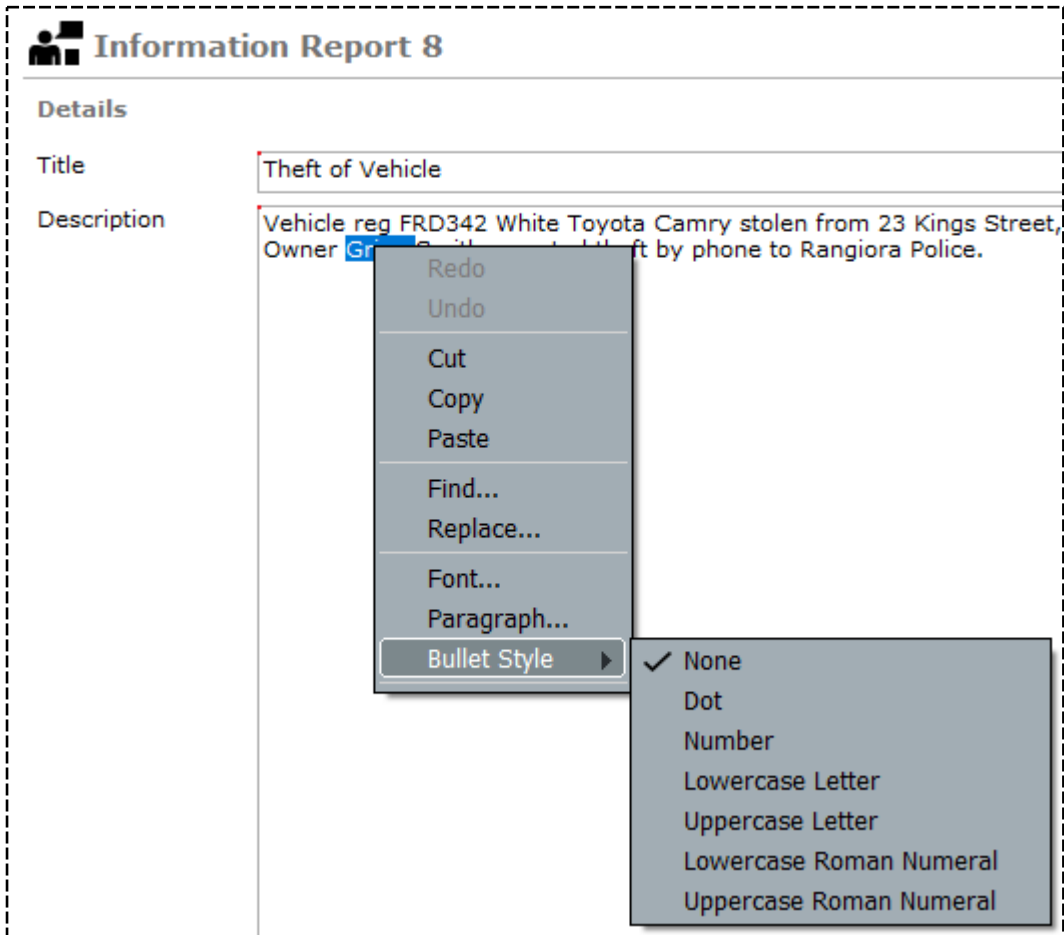 Information Report 8
Details
Title
Theft of Vehicle
Description
Vehicle reg FRD342 White Toyota Camry stolen from 23 Kings Street,
Owner by phone to Rangiora Police.
Redo
Undo
Cut
Copy
Paste
Find...
Replace...
Font...
Paragraph...
Bullet Style
None
Dot
Number
Lowercase Letter
Uppercase Letter
Lowercase Roman Numeral
Uppercase Roman Numeral